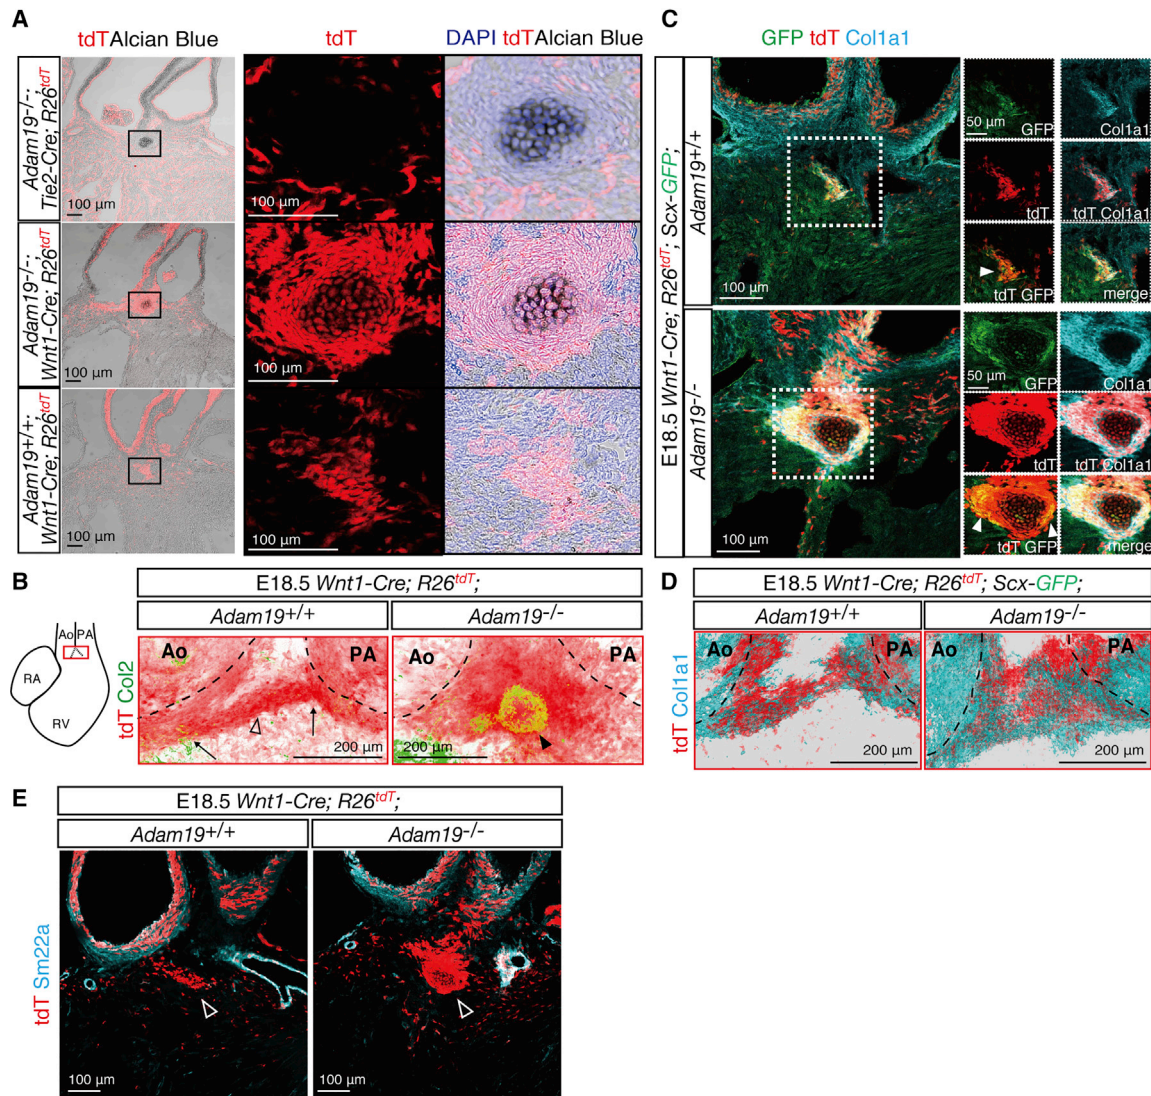 A
tdTAlcian Blue
tdT
DAPI tdTAlcian Blue
Adam19-/-;
Tie2-Cre; R26tdT
100 µm
100 µm
Adam19-/-;
Wnt1-Cre; R26tdT
100 µm
100 µm
Adam19+/+;
Wnt1-Cre; R26tdT
100 µm
100 µm
B
E18.5 Wnt1-Cre; R26tdT;
Adam19+/+
Adam19-/-
Ao PA
RA
RV
tdT Col2
Ao
PA
200 µm
Ao
PA
200 µm
C
GFP tdT Col1a1
E18.5 Wnt1-Cre; R26tdT; Scx-GFP;
Adam19+/+
100 µm
50 µm
GFP
Col1a1
tdT
tdT Col1a1
tdT GFP
merge
Adam19-/-
100 µm
50 µm
GFP
Col1a1
tdT
tdT Col1a1
tdT GFP
merge
D
E18.5 Wnt1-Cre; R26tdT; Scx-GFP;
Adam19+/+
Adam19-/-
tdT Col1a1
Ao
PA
200 µm
Ao
PA
200 µm
E
E18.5 Wnt1-Cre; R26tdT;
Adam19+/+
Adam19-/-
tdT Sm22a
100 µm
100 µm